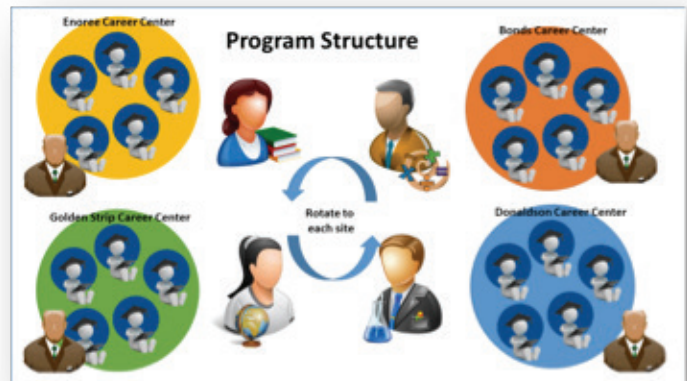 Enoree Career Center
Program Structure
Bonds Career Center
Golden Strip Career Center
Rotate to
each site
Donaldson Career Center